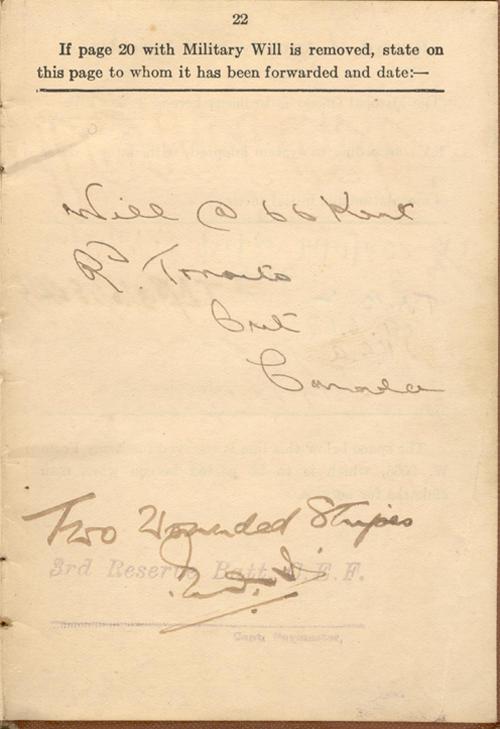 22
If page 20 with Military Will is removed, state on
this page to whom it has been forwarded and date:—
Will @ 66 Kent
Rd. Toronto
Ont
Canada
Two Wounded Stripes
3rd Reserve Batt. C.E.F.
Capt. Paymaster,